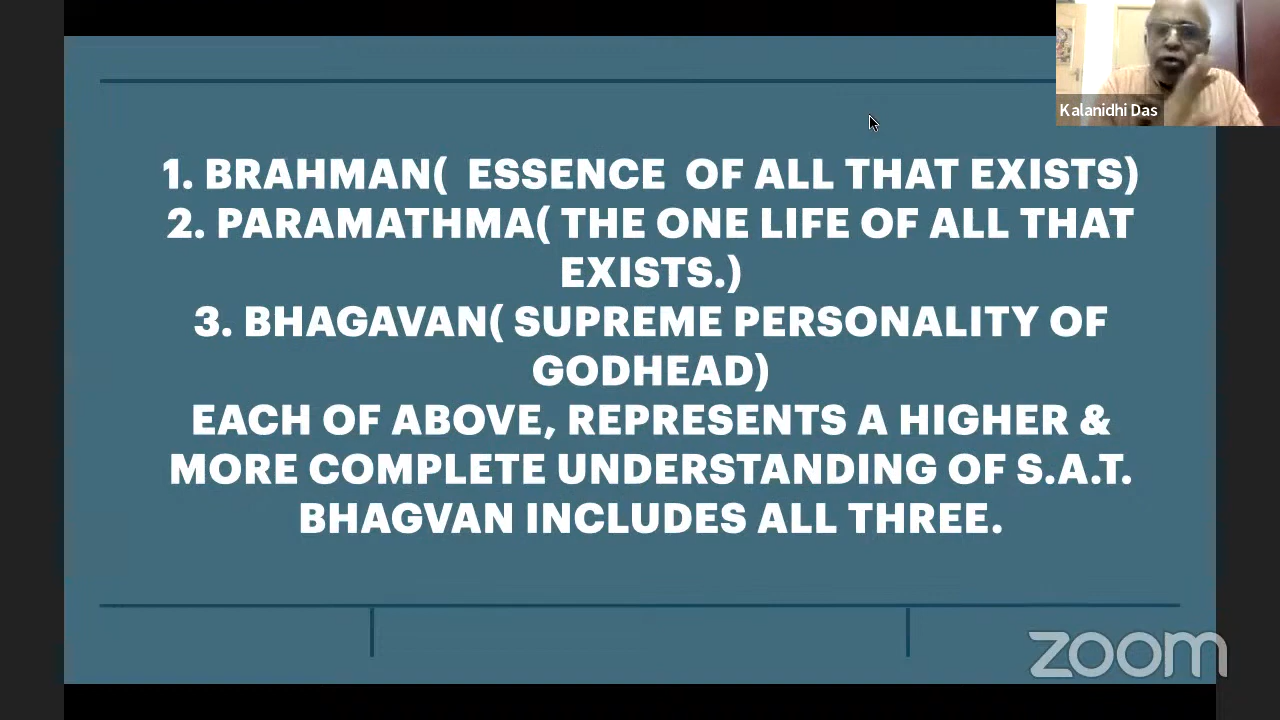 Kalanidhi Das
1. BRAHMAN( ESSENCE OF ALL THAT EXISTS)
2. PARAMATHMA( THE ONE LIFE OF ALL THAT
EXISTS.)
3. BHAGAVAN( SUPREME PERSONALITY OF
GODHEAD)
EACH OF ABOVE, REPRESENTS A HIGHER &
MORE COMPLETE UNDERSTANDING OF S.A.T.
BHAGVAN INCLUDES ALL THREE.
zoom